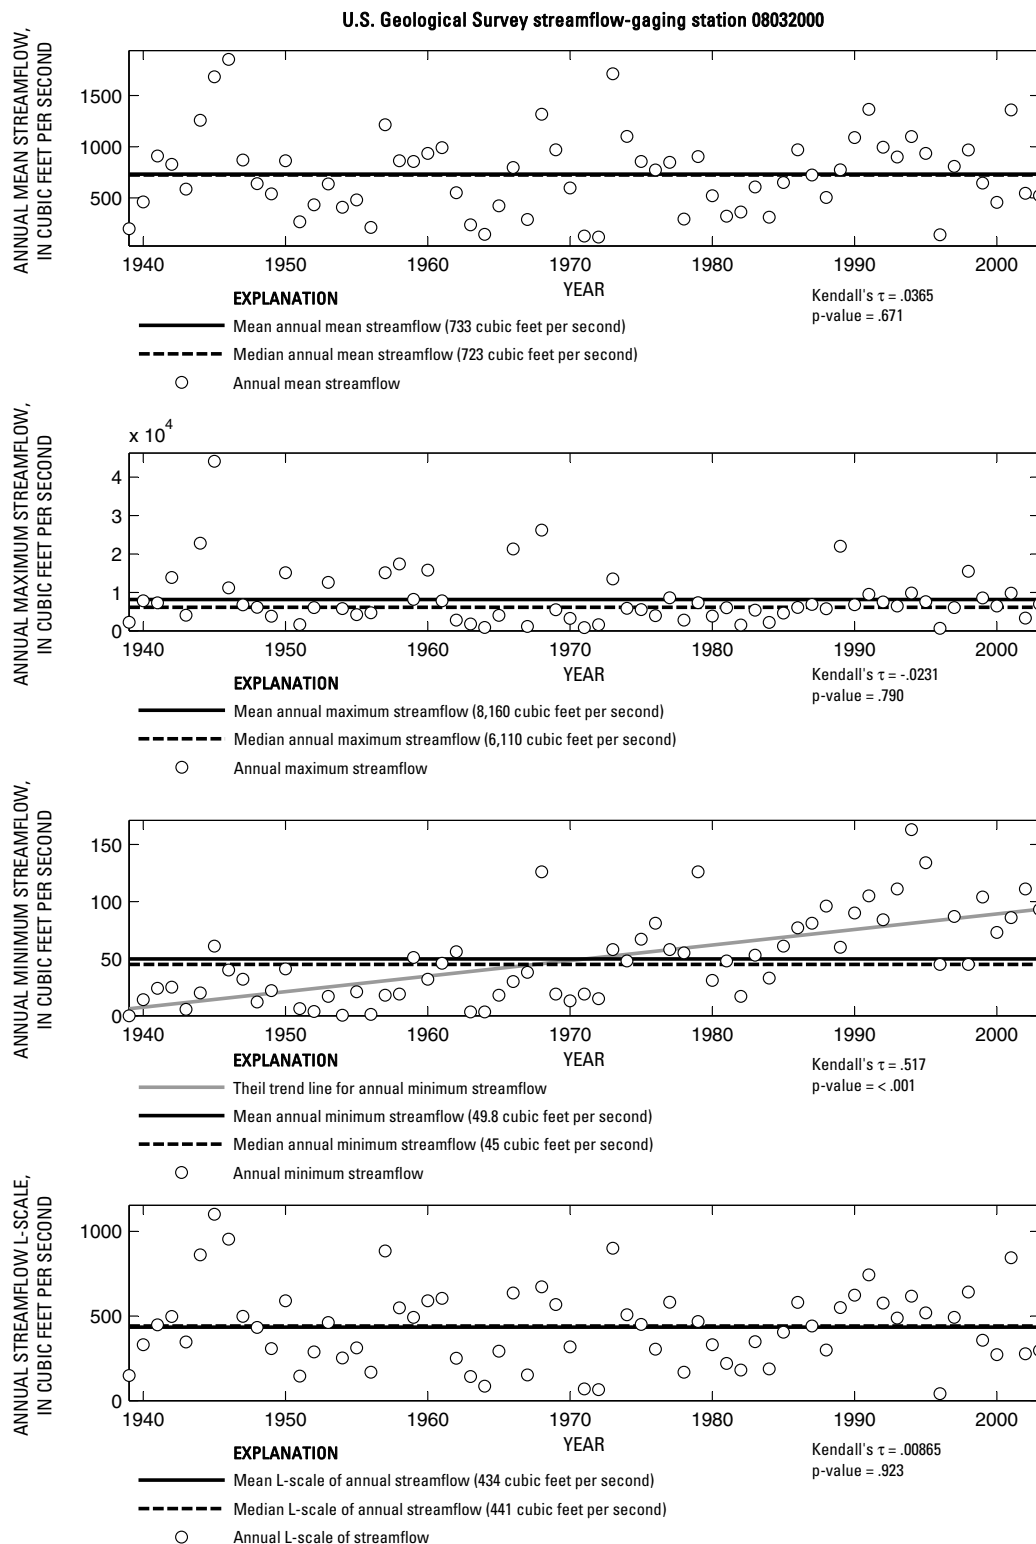 U.S. Geological Survey streamflow-gaging station 08032000
ANNUAL MEAN STREAMFLOW,
IN CUBIC FEET PER SECOND
1500
1000
500
1940 1950 1960 1970 1980 1990 2000
YEAR
Kendall's τ = .0365
p-value = .671
EXPLANATION
Mean annual mean streamflow (733 cubic feet per second)
Median annual mean streamflow (723 cubic feet per second)
Annual mean streamflow
ANNUAL MAXIMUM STREAMFLOW,
IN CUBIC FEET PER SECOND
x 10^4
4
3
2
1
0
1940 1950 1960 1970 1980 1990 2000
YEAR
Kendall's τ = -.0231
p-value = .790
EXPLANATION
Mean annual maximum streamflow (8,160 cubic feet per second)
Median annual maximum streamflow (6,110 cubic feet per second)
Annual maximum streamflow
ANNUAL MINIMUM STREAMFLOW,
IN CUBIC FEET PER SECOND
150
100
50
0
1940 1950 1960 1970 1980 1990 2000
YEAR
Kendall's τ = .517
p-value = < .001
EXPLANATION
Theil trend line for annual minimum streamflow
Mean annual minimum streamflow (49.8 cubic feet per second)
Median annual minimum streamflow (45 cubic feet per second)
Annual minimum streamflow
ANNUAL STREAMFLOW L-SCALE,
IN CUBIC FEET PER SECOND
1000
500
0
1940 1950 1960 1970 1980 1990 2000
YEAR
Kendall's τ = .00865
p-value = .923
EXPLANATION
Mean L-scale of annual streamflow (434 cubic feet per second)
Median L-scale of annual streamflow (441 cubic feet per second)
Annual L-scale of streamflow